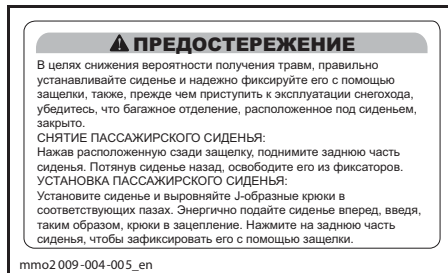 ПРЕДОСТЕРЕЖЕНИЕ
В целях снижения вероятности получения травм, правильно
устанавливайте сиденье и надежно фиксируйте его с помощью
защелки, также, прежде чем приступить к эксплуатации снегохода,
убедитесь, что багажное отделение, расположенное под сиденьем,
закрыто.
СНЯТИЕ ПАССАЖИРСКОГО СИДЕНЬЯ:
Нажав расположенную сзади защелку, поднимите заднюю часть
сиденья. Потянув сиденье назад, освободите его из фиксаторов.
УСТАНОВКА ПАССАЖИРСКОГО СИДЕНЬЯ:
Установите сиденье и выровняйте J-образные крюки в
соответствующих пазах. Энергично подайте сиденье вперед, введя,
таким образом, крюки в зацепление. Нажмите на заднюю часть
сиденья, чтобы зафиксировать его с помощью защелки.
mmo2009-004-005_en